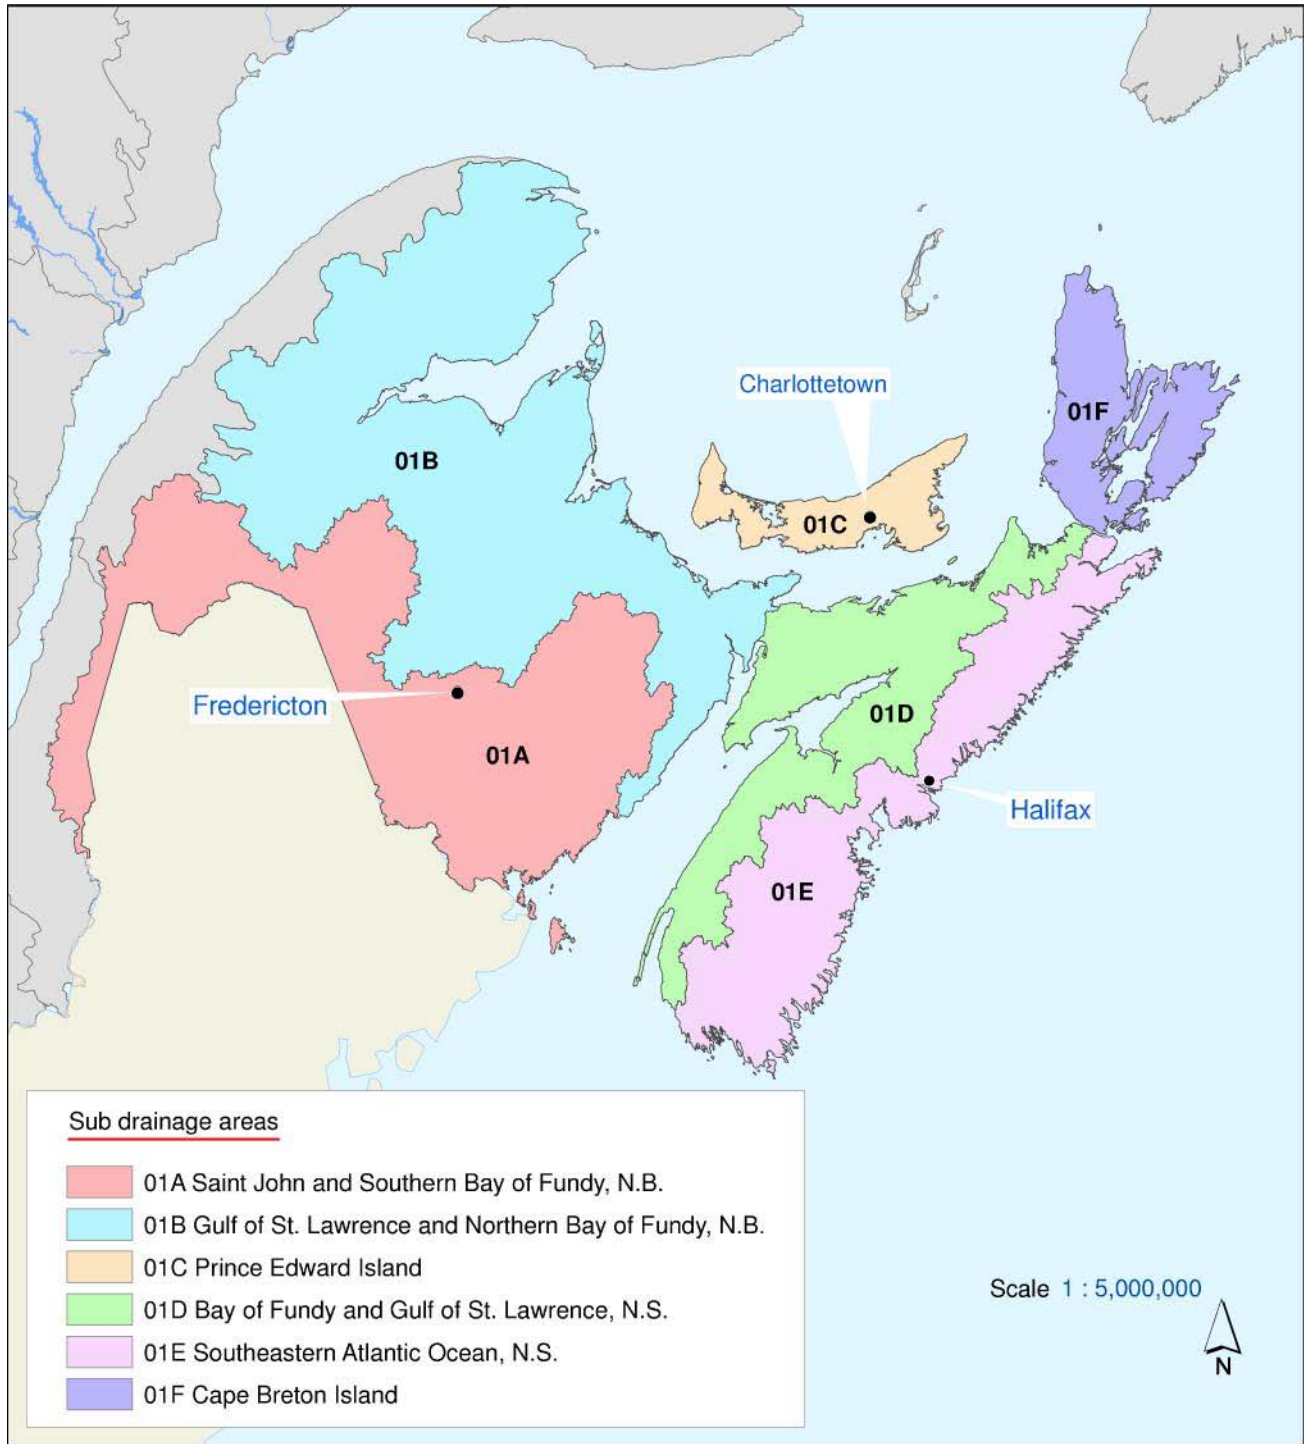 Charlottetown
01F
01B
01C
Fredericton
01D
01A
Halifax
01E
Sub drainage areas
01A Saint John and Southern Bay of Fundy, N.B.
01B Gulf of St. Lawrence and Northern Bay of Fundy, N.B.
01C Prince Edward Island
01D Bay of Fundy and Gulf of St. Lawrence, N.S.
01E Southeastern Atlantic Ocean, N.S.
01F Cape Breton Island
Scale 1 : 5,000,000
N